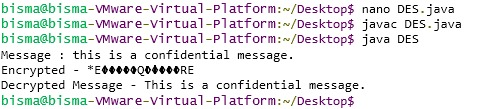 bisma@bisma-VMware-Virtual-Platform:~/Desktop$ nano DES.java
bisma@bisma-VMware-Virtual-Platform:~/Desktop$ javac DES.java
bisma@bisma-VMware-Virtual-Platform:~/Desktop$ java DES
Message : this is a confidential message.
Encrypted - *E�����Q�����RE
Decrypted Message - This is a confidential message.
bisma@bisma-VMware-Virtual-Platform:~/Desktop$